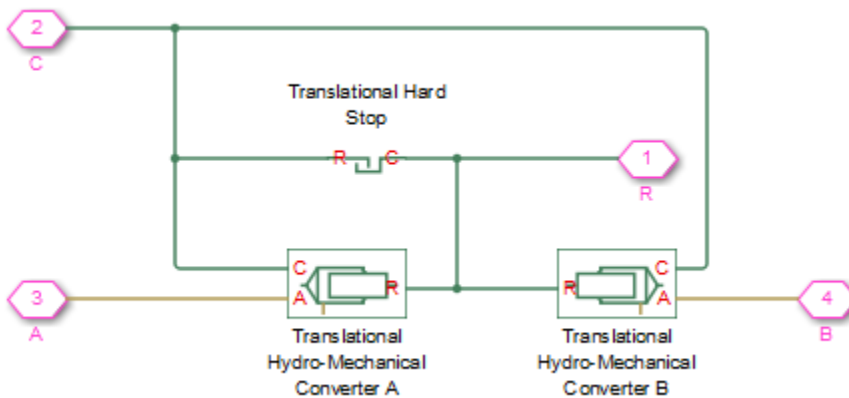 2
C
Translational Hard
Stop
R C
1
R
C
A
R
R
C
A
3
A
4
B
Translational
Hydro-Mechanical
Converter A
Translational
Hydro-Mechanical
Converter B